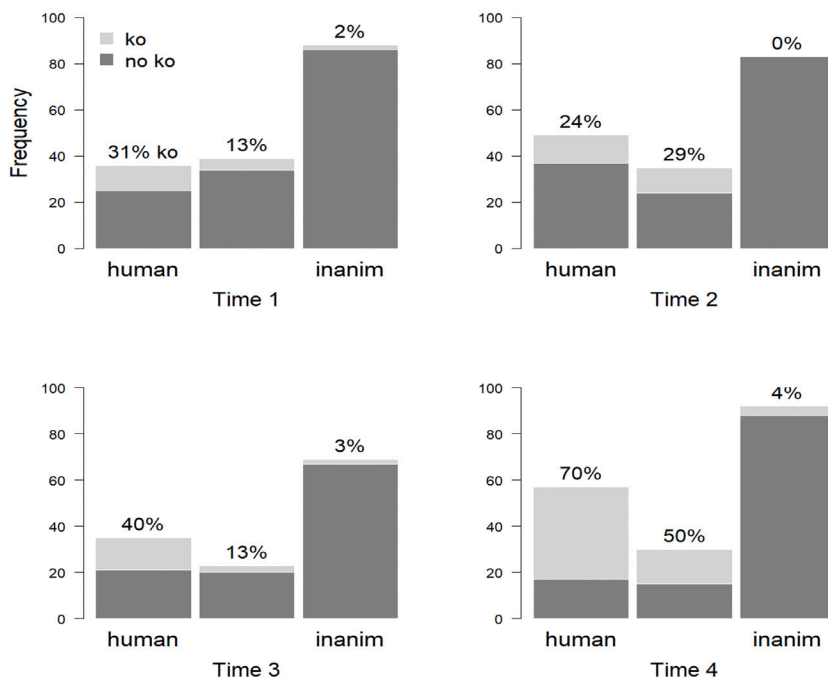 100
80
60
40
20
0
Frequency
ko
no ko
31% ko
13%
2%
human
inanim
Time 1
100
80
60
40
20
0
24%
29%
0%
human
inanim
Time 2
100
80
60
40
20
0
40%
13%
3%
human
inanim
Time 3
100
80
60
40
20
0
70%
50%
4%
human
inanim
Time 4